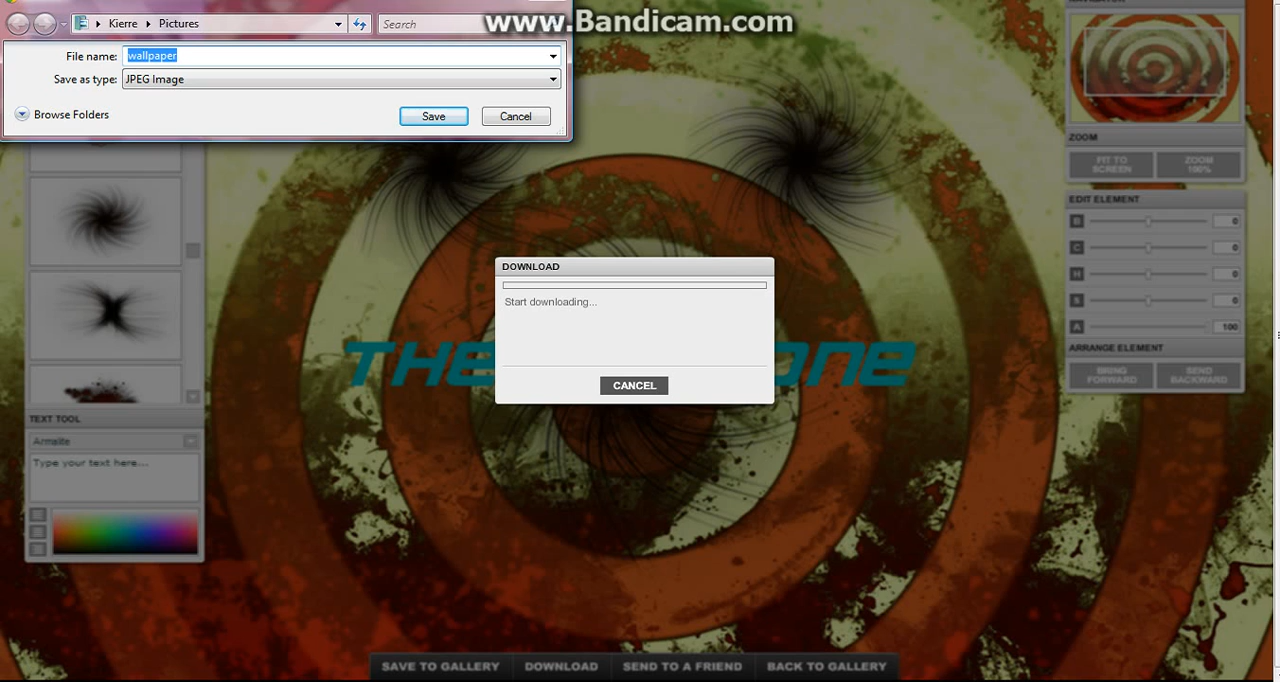 www.Bandicam.com
Kierre Pictures Search
File name: wallpaper
Save as type: JPEG Image
Browse Folders Save Cancel
ZOOM
FIT TO SCREEN ZOOM 100%
EDIT ELEMENT
B 0
C 0
H 0
S 0
A 100
ARRANGE ELEMENT
BRING FORWARD SEND BACKWARD
DOWNLOAD
Start downloading...
CANCEL
THE ONE
TEXT TOOL
Armalite
Type your text here...
SAVE TO GALLERY DOWNLOAD SEND TO A FRIEND BACK TO GALLERY